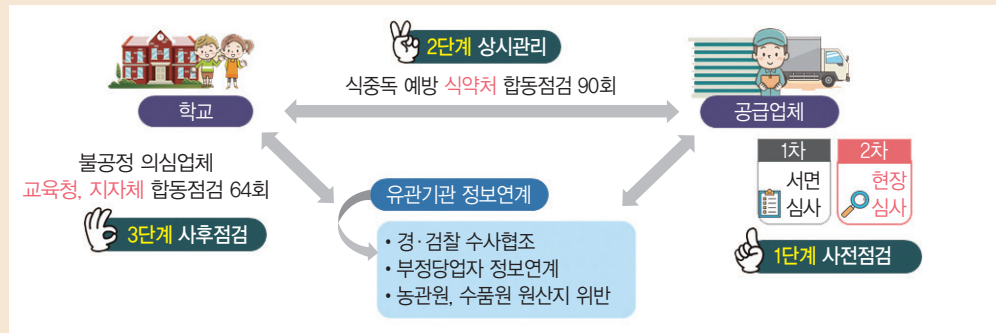 2단계 상시관리
식중독 예방 식약처 합동점검 90회
학교
공급업체
불공정 의심업체
교육청, 지자체 합동점검 64회
3단계 사후점검
유관기관 정보연계
• 경·검찰 수사협조
• 부정당업자 정보연계
• 농관원, 수품원 원산지 위반
1차
서면
심사
2차
현장
심사
1단계 사전점검